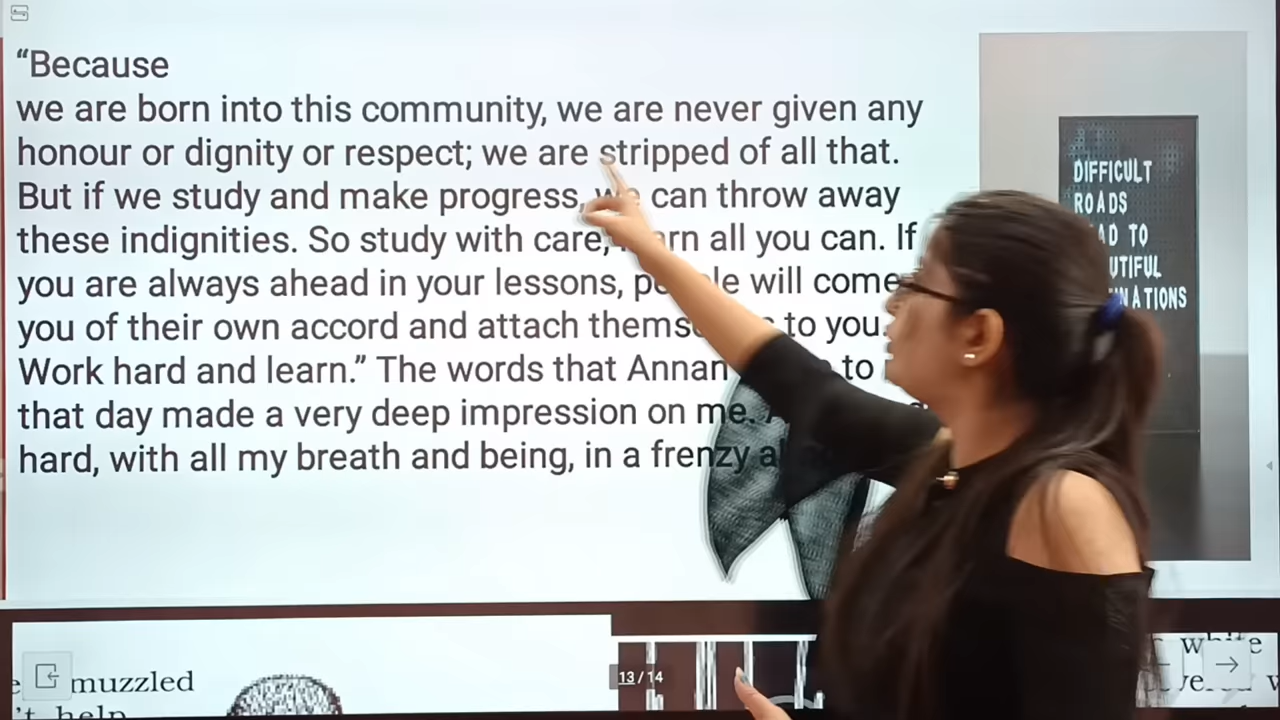 “Because
we are born into this community, we are never given any
honour or dignity or respect; we are stripped of all that.
But if we study and make progress, can throw away
these indignities. So study with care, all you can. If
you are always ahead in your lessons, will come
you of their own accord and attach to you.
Work hard and learn.” The words that Annan to
that day made a very deep impression on me.
hard, with all my breath and being, in a frenzy
DIFFICULT
ROADS
TO
muzzled
't help
13 / 14